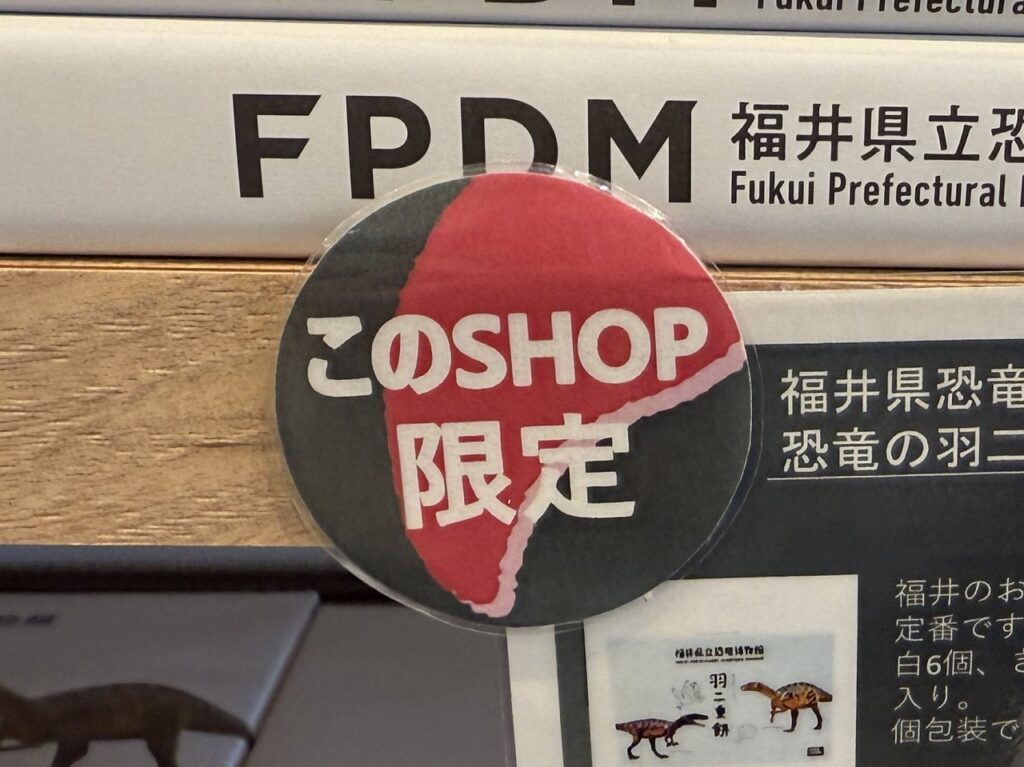 FPDM
福井県立恐
Fukui Prefectural
このSHOP
限定
福井県恐竜
恐竜の羽二
福井のお
定番です
白6個、
入り。
個包装で
福井県立恐竜博物館
羽二重餅